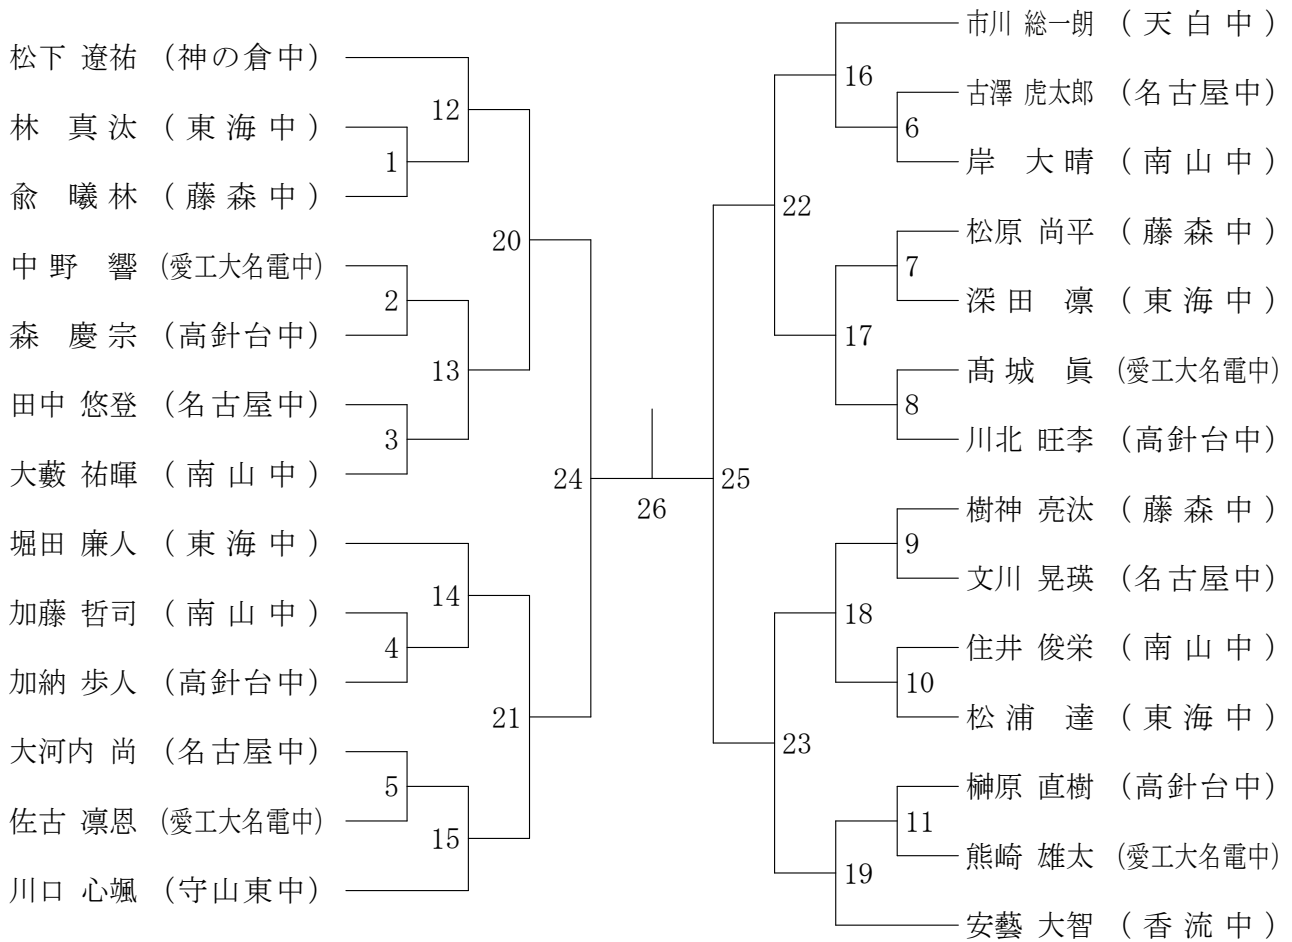 松下 遼祐 (神の倉中)
林 真汰 (東海中)
兪 曦林 (藤森中)
中野 響 (愛工大名電中)
森 慶宗 (高針台中)
田中 悠登 (名古屋中)
大藪 祐暉 (南山中)
堀田 廉人 (東海中)
加藤 哲司 (南山中)
加納 歩人 (高針台中)
大河内 尚 (名古屋中)
佐古 凛恩 (愛工大名電中)
川口 心颯 (守山東中)
1
2
3
4
5
12
13
14
15
20
21
24
26
25
22
23
16
17
18
19
6
7
8
9
10
11
市川 総一朗 (天白中)
古澤 虎太郎 (名古屋中)
岸 大晴 (南山中)
松原 尚平 (藤森中)
深田 凛 (東海中)
髙城 眞 (愛工大名電中)
川北 旺李 (高針台中)
樹神 亮汰 (藤森中)
文川 晃瑛 (名古屋中)
住井 俊栄 (南山中)
松浦 達 (東海中)
榊原 直樹 (高針台中)
熊崎 雄太 (愛工大名電中)
安藝 大智 (香流中)